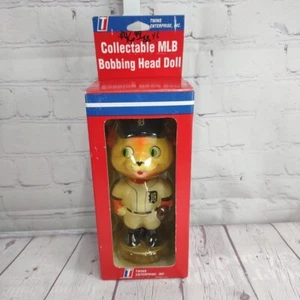 TWINS
ENTERPRISE, INC.
Collectable MLB
Bobbing Head Doll
D
D
TWINS
ENTERPRISE, INC